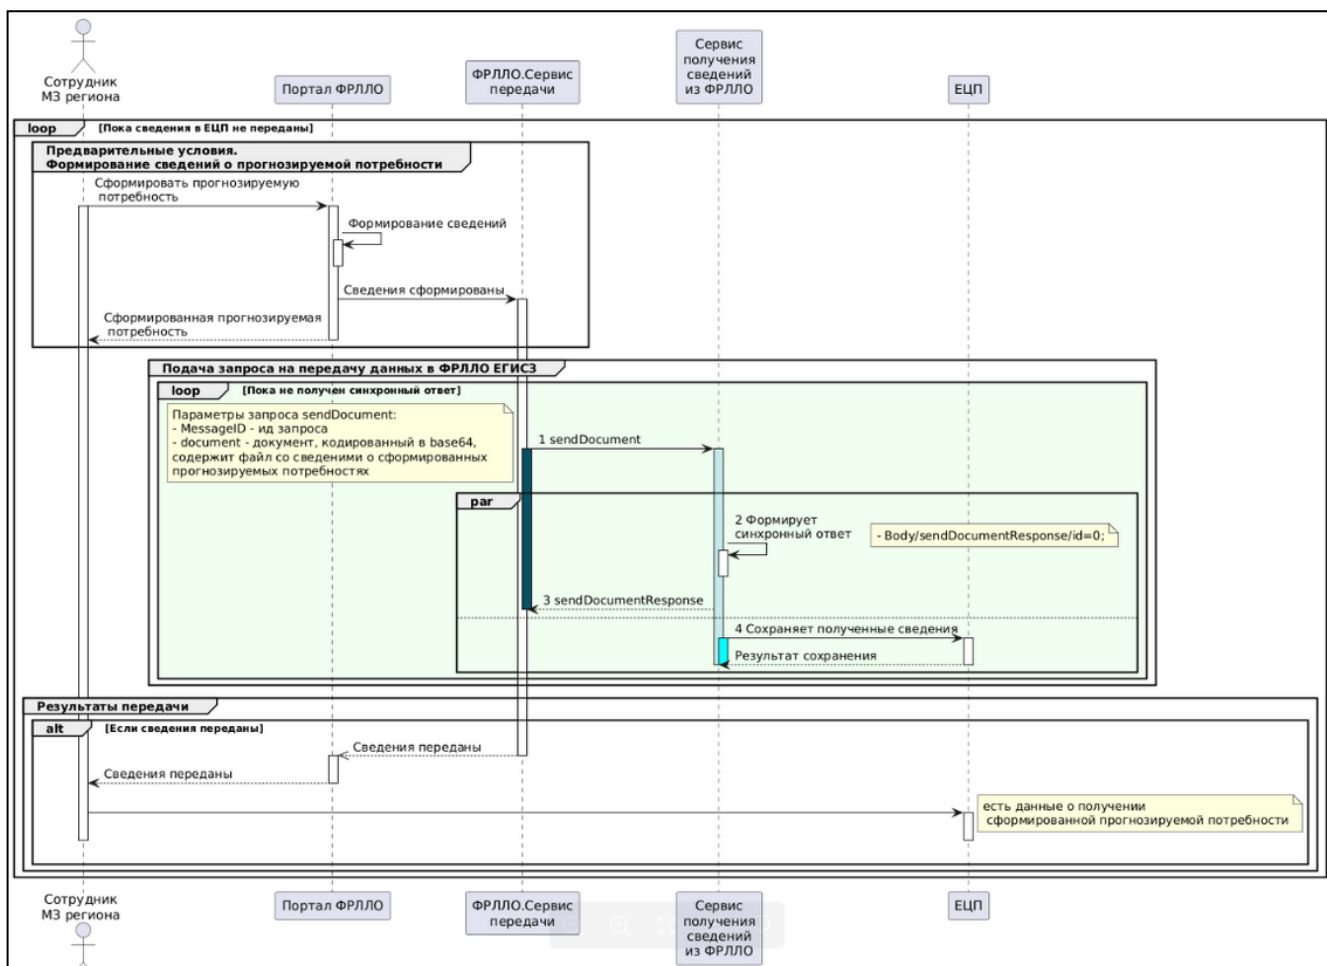 Сотрудник
МЗ региона
Портал ФРЛЛО
ФРЛЛО.Сервис
передачи
Сервис
получения
сведений
из ФРЛЛО
ЕЦП
loop [Пока сведения в ЕЦП не переданы]
Предварительные условия.
Формирование сведений о прогнозируемой потребности
Сформировать прогнозируемую
потребность
Формирование сведений
Сведения сформированы
Сформированная прогнозируемая
потребность
Подача запроса на передачу данных в ФРЛЛО ЕГИСЗ
loop [Пока не получен синхронный ответ]
Параметры запроса sendDocument:
- MessageID - ид запроса
- document - документ, кодированный в base64,
содержит файл со сведениями о сформированных
прогнозируемых потребностях
1 sendDocument
par
2 Формирует
синхронный ответ
- Body/sendDocumentResponse/id=0;
3 sendDocumentResponse
4 Сохраняет полученные сведения
Результат сохранения
Результаты передачи
alt [Если сведения переданы]
Сведения переданы
Сведения переданы
есть данные о получении
сформированной прогнозируемой потребности
Сотрудник
МЗ региона
Портал ФРЛЛО
ФРЛЛО.Сервис
передачи
Сервис
получения
сведений
из ФРЛЛО
ЕЦП